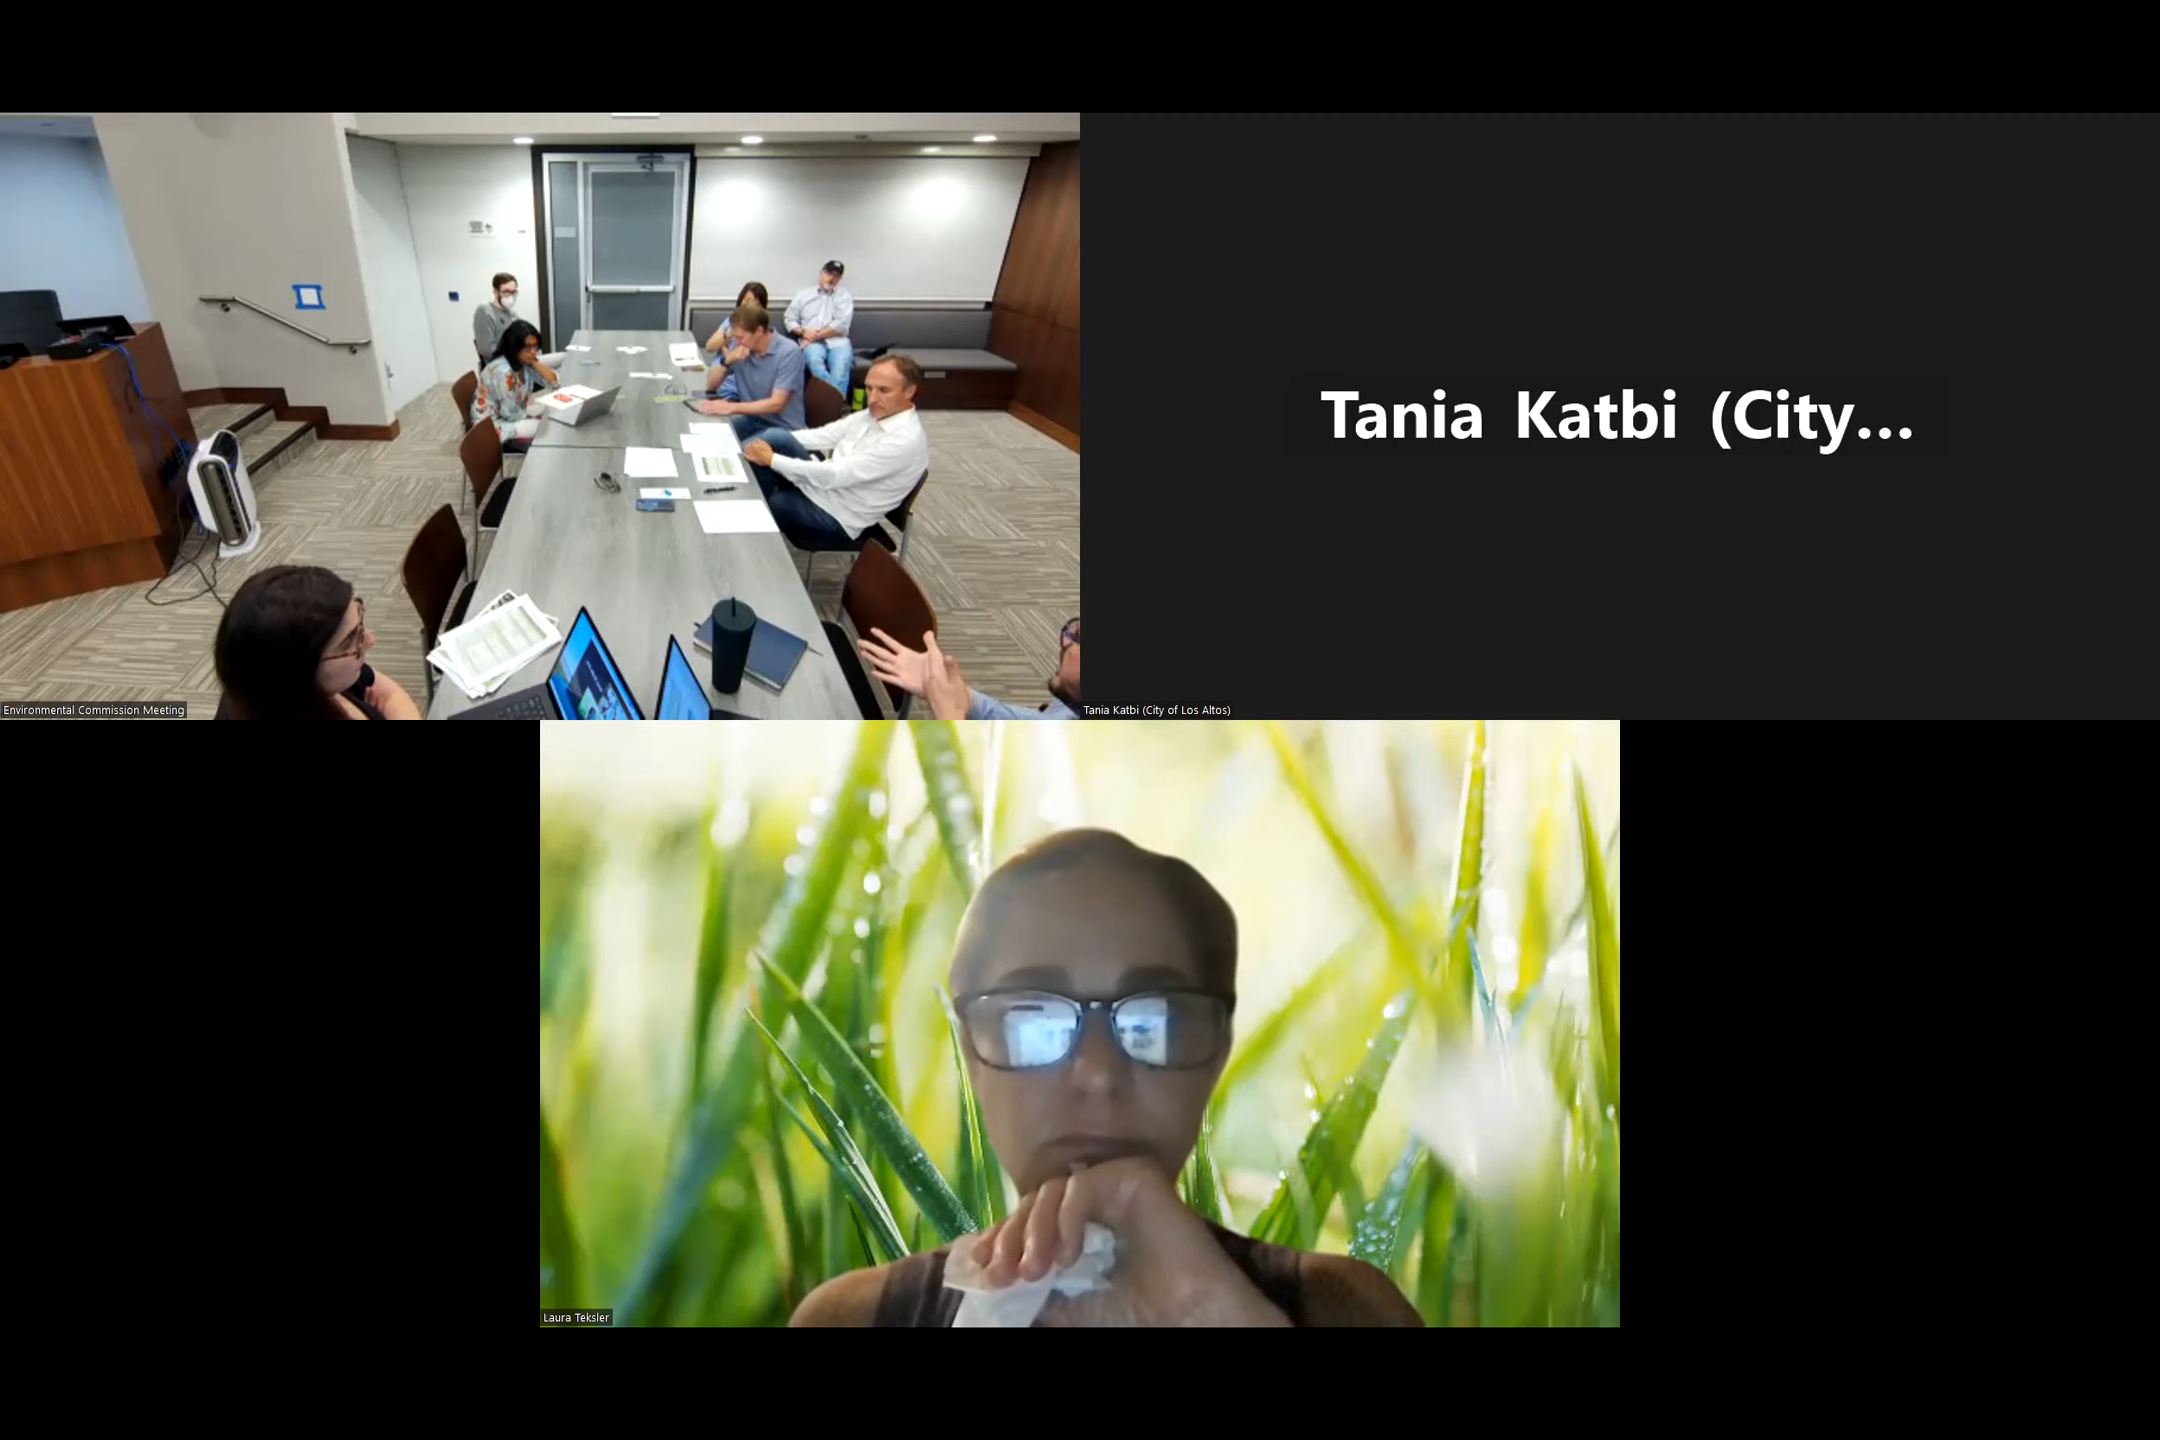 Tania Katbi (City...
Environmental Commission Meeting
Tania Katbi (City of Los Altos)
Laura Teksler